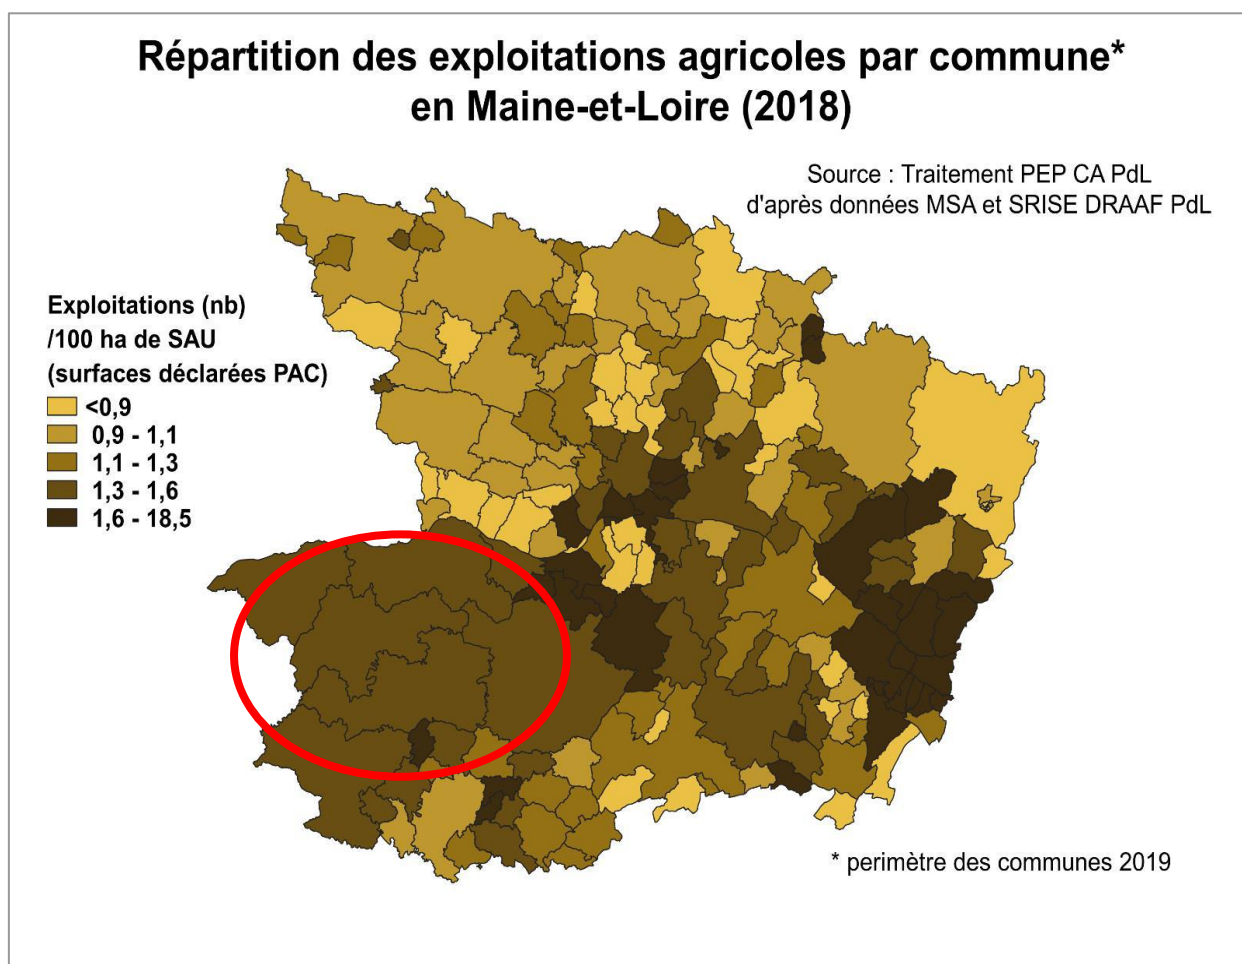 Répartition des exploitations agricoles par commune*
en Maine-et-Loire (2018)
Source : Traitement PEP CA PdL
d'après données MSA et SRISE DRAAF PdL
Exploitations (nb)
/100 ha de SAU
(surfaces déclarées PAC)
<0,9
0,9 - 1,1
1,1 - 1,3
1,3 - 1,6
1,6 - 18,5
* perimètre des communes 2019